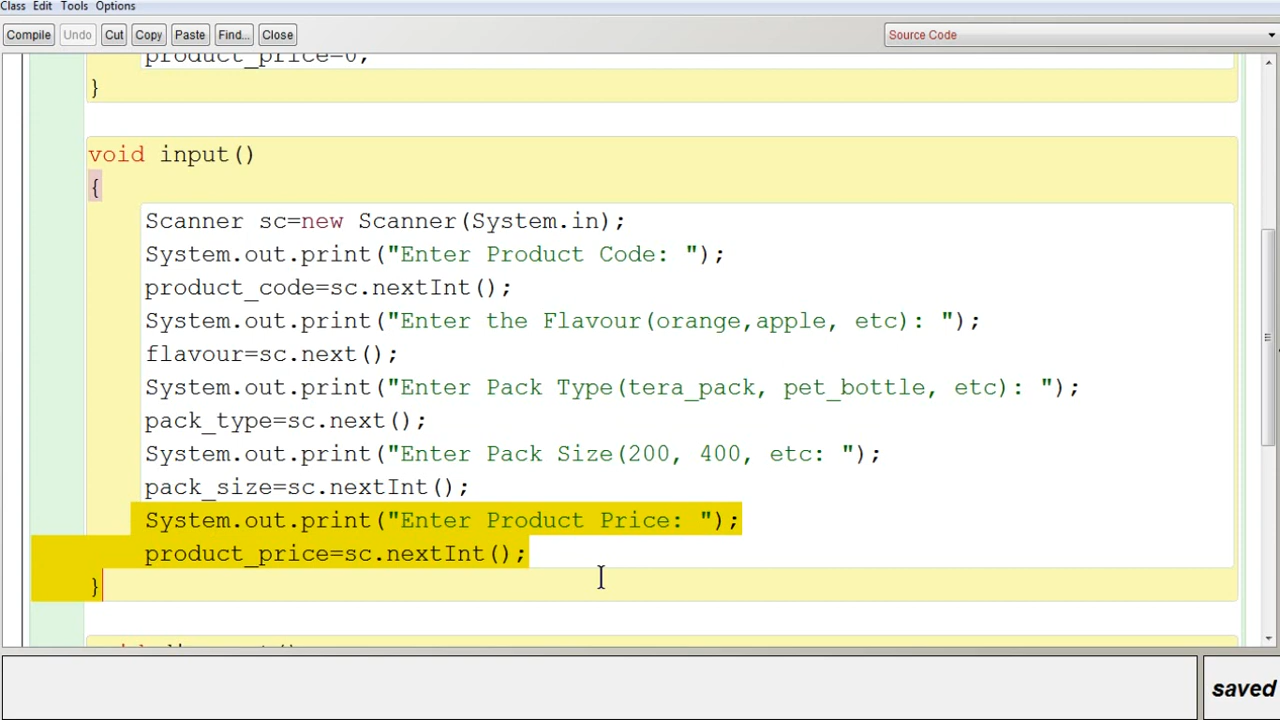 Class Edit Tools Options
Compile Undo Cut Copy Paste Find... Close Source Code
product_price=0;
}
void input()
{
Scanner sc=new Scanner(System.in);
System.out.print("Enter Product Code: ");
product_code=sc.nextInt();
System.out.print("Enter the Flavour(orange,apple, etc): ");
flavour=sc.next();
System.out.print("Enter Pack Type(tera_pack, pet_bottle, etc): ");
pack_type=sc.next();
System.out.print("Enter Pack Size(200, 400, etc: ");
pack_size=sc.nextInt();
System.out.print("Enter Product Price: ");
product_price=sc.nextInt();
}
saved